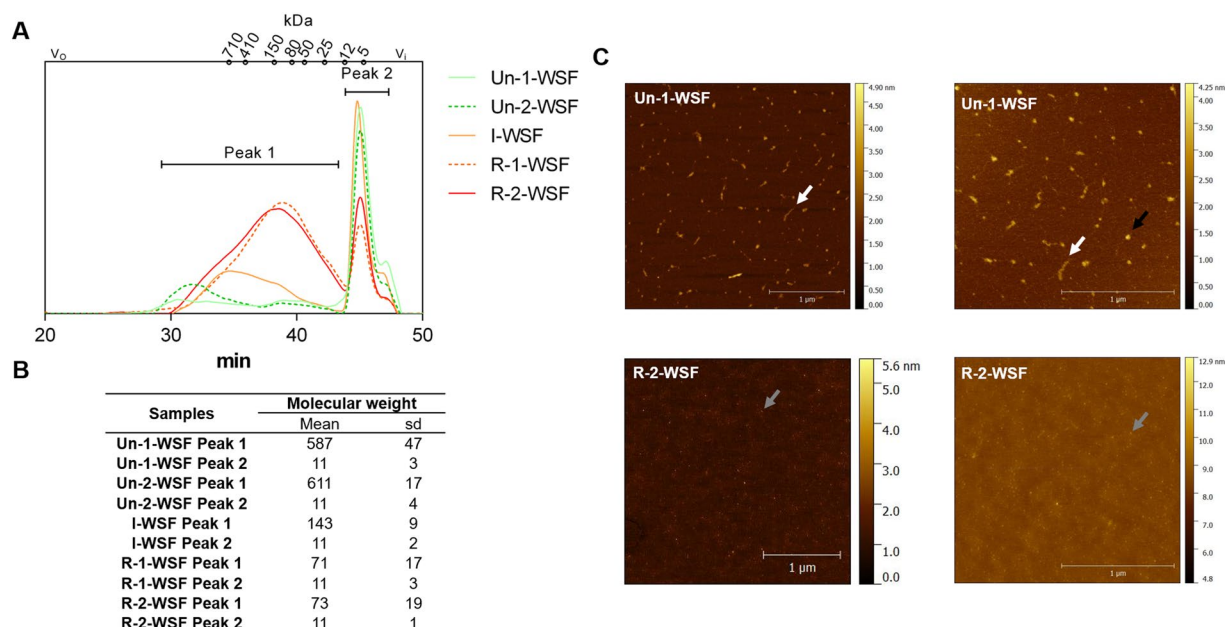 A
kDa
Vo
710
410
150
80
50
25
12
5
Vi
Peak 2
Peak 1
Un-1-WSF
Un-2-WSF
I-WSF
R-1-WSF
R-2-WSF
20 30 40 50
min
B
Samples Molecular weight
Mean sd
Un-1-WSF Peak 1 587 47
Un-1-WSF Peak 2 11 3
Un-2-WSF Peak 1 611 17
Un-2-WSF Peak 2 11 4
I-WSF Peak 1 143 9
I-WSF Peak 2 11 2
R-1-WSF Peak 1 71 17
R-1-WSF Peak 2 11 3
R-2-WSF Peak 1 73 19
R-2-WSF Peak 2 11 1
C
Un-1-WSF
1 µm
4.90 nm
4.00
3.50
3.00
2.50
2.00
1.50
1.00
0.50
0.00
Un-1-WSF
1 µm
4.25 nm
3.50
3.00
2.50
2.00
1.50
1.00
0.50
0.00
R-2-WSF
1 µm
5.6 nm
5.0
4.0
3.0
2.0
1.0
0.0
R-2-WSF
1 µm
12.9 nm
12.0
11.0
10.0
9.0
8.0
7.0
6.0
4.8